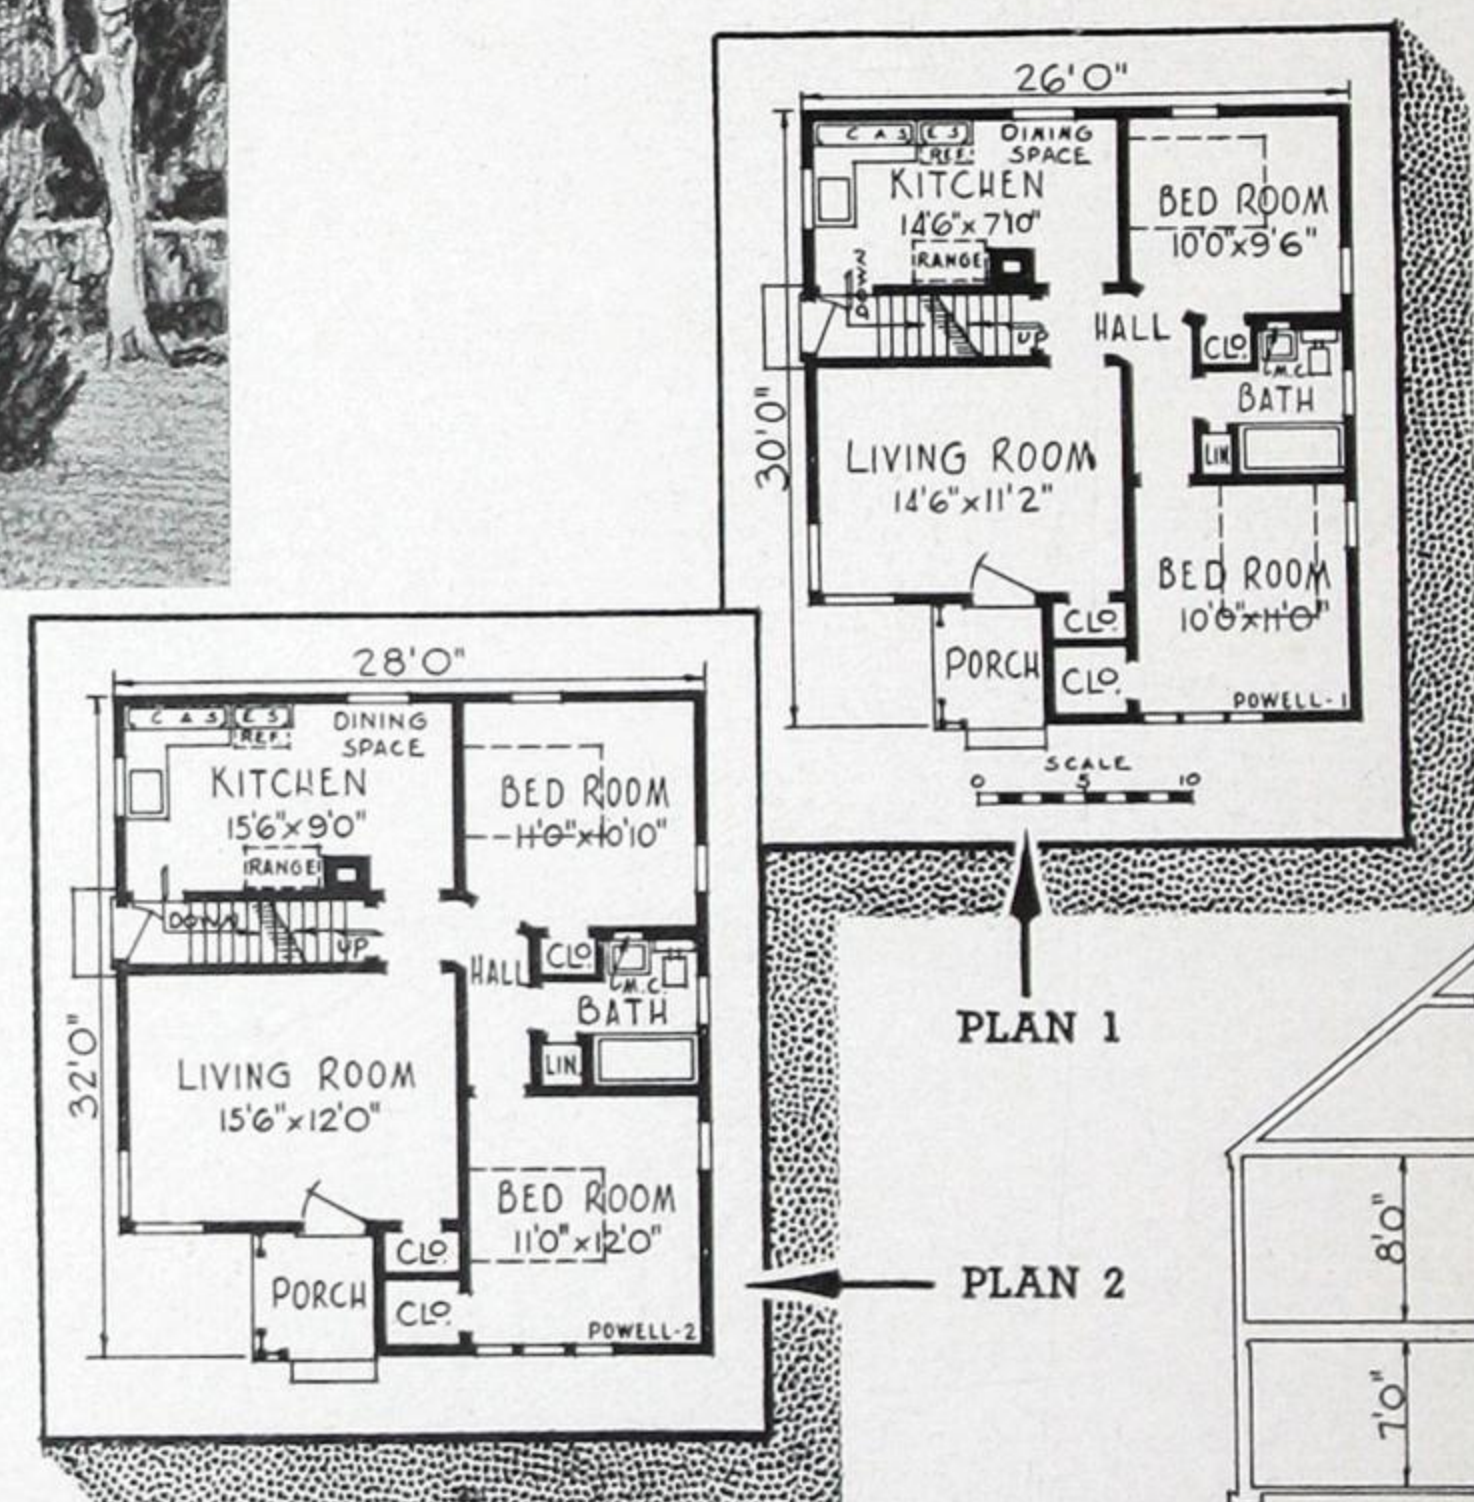 26'0"
CAS ES
REF.
DINING
SPACE
KITCHEN
14'6"x7'10"
RANGE
BED ROOM
10'0"x9'6"
DOWN
UP
HALL
CLO.
M.C.
BATH
LIN.
30'0"
LIVING ROOM
14'6"x11'2"
BED ROOM
10'0"x11'0"
CLO.
PORCH
CLO.
POWELL-1
SCALE
0 5 10
PLAN 1
28'0"
CAS ES
REF.
DINING
SPACE
KITCHEN
15'6"x9'0"
RANGE
BED ROOM
11'0"x10'10"
DOWN
UP
HALL
CLO.
M.C.
BATH
LIN.
32'0"
LIVING ROOM
15'6"x12'0"
BED ROOM
11'0"x12'0"
CLO.
PORCH
CLO.
POWELL-2
PLAN 2
8'0"
7'0"